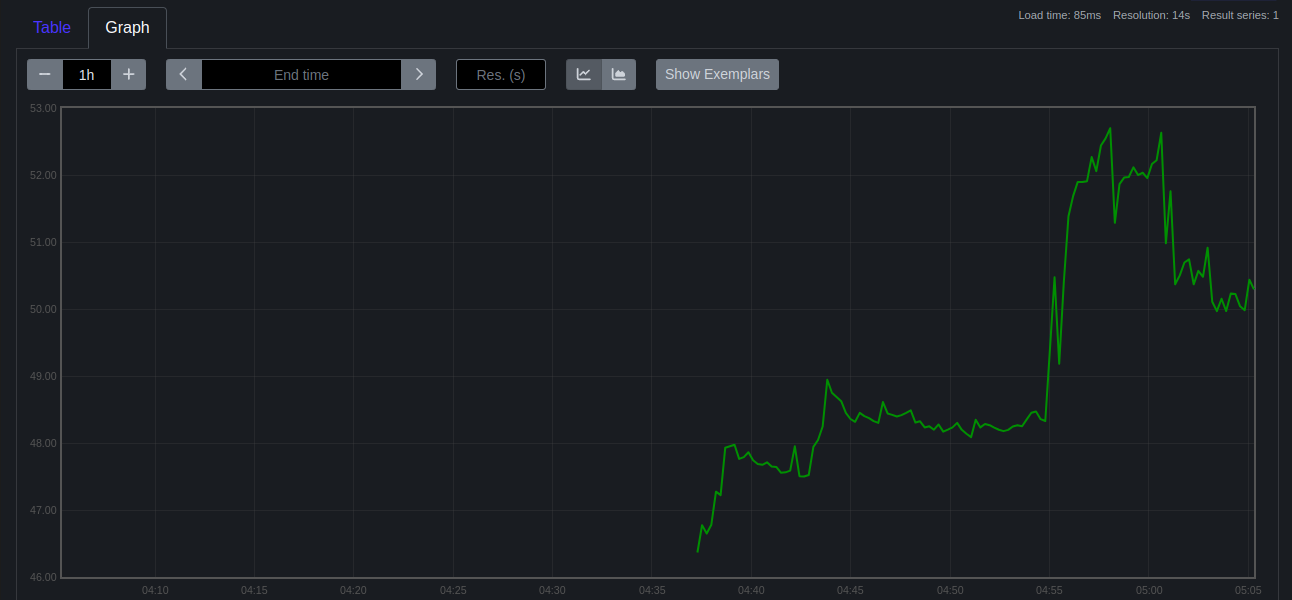 Table Graph Load time: 85ms Resolution: 14s Result series: 1
1h End time Res. (s) Show Exemplars
53.00
52.00
51.00
50.00
49.00
48.00
47.00
46.00
04:10 04:15 04:20 04:25 04:30 04:35 04:40 04:45 04:50 04:55 05:00 05:05